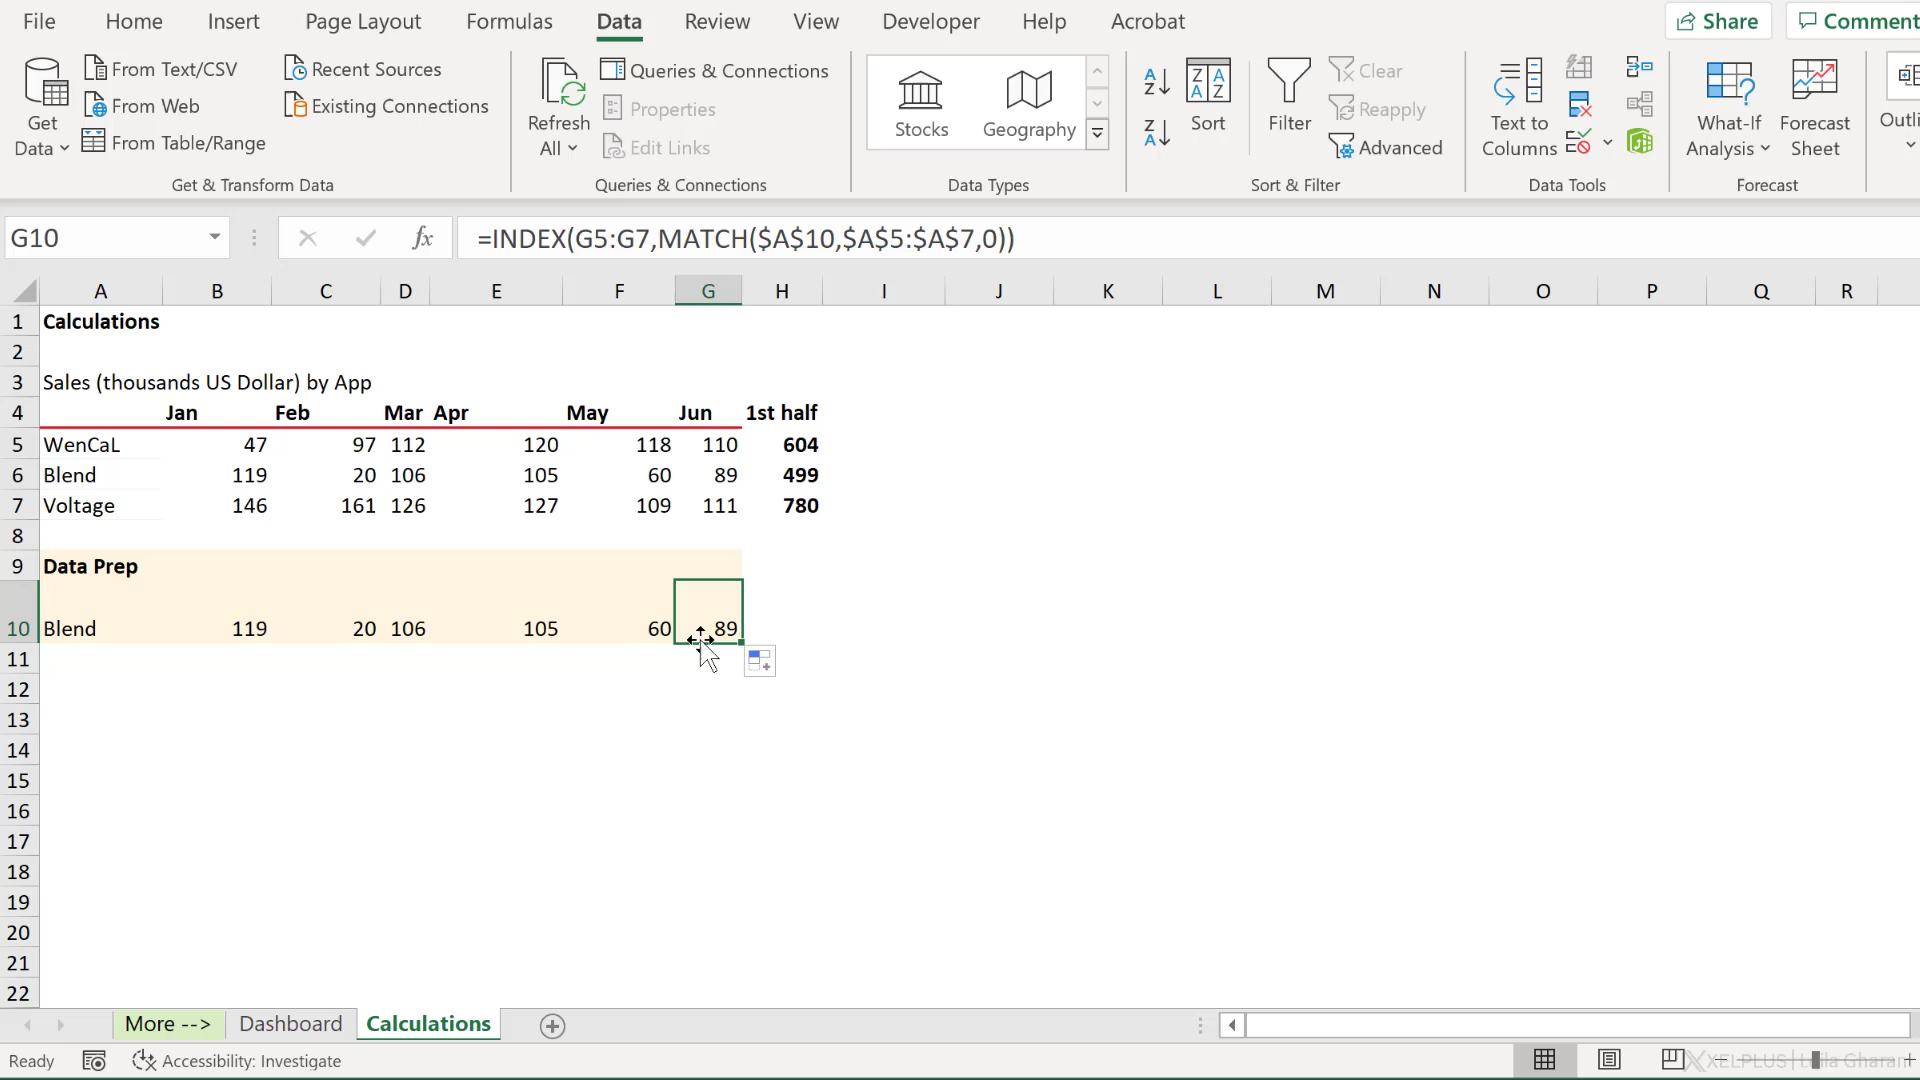 File Home Insert Page Layout Formulas Data Review View Developer Help Acrobat Share Comment
From Text/CSV Recent Sources Queries & Connections Clear
From Web Existing Connections Properties Reapply
From Table/Range Edit Links Advanced
Get Data Refresh All Stocks Geography Sort Filter Text to Columns What-If Analysis Forecast Sheet Outli
Get & Transform Data Queries & Connections Data Types Sort & Filter Data Tools Forecast
G10 fx =INDEX(G5:G7,MATCH($A$10,$A$5:$A$7,0))
A B C D E F G H I J K L M N O P Q R
1 Calculations
2
3 Sales (thousands US Dollar) by App
4 Jan Feb Mar Apr May Jun 1st half
5 WenCaL 47 97 112 120 118 110 604
6 Blend 119 20 106 105 60 89 499
7 Voltage 146 161 126 127 109 111 780
8
9 Data Prep
10 Blend 119 20 106 105 60 89
11
12
13
14
15
16
17
18
19
20
21
22
More --> Dashboard Calculations
Ready Accessibility: Investigate XELPLUS | Leila Gharani